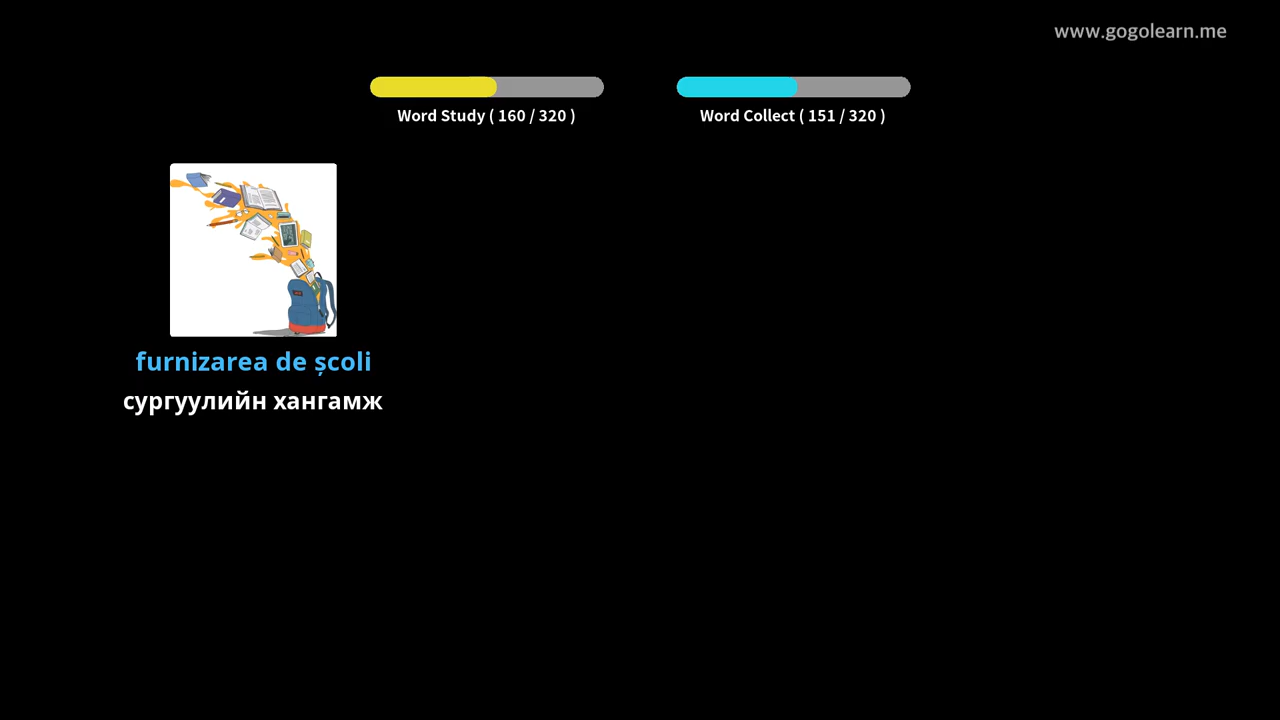 www.gogolearn.me
Word Study ( 160 / 320 )
Word Collect ( 151 / 320 )
furnizarea de școli
сургуулийн хангамж